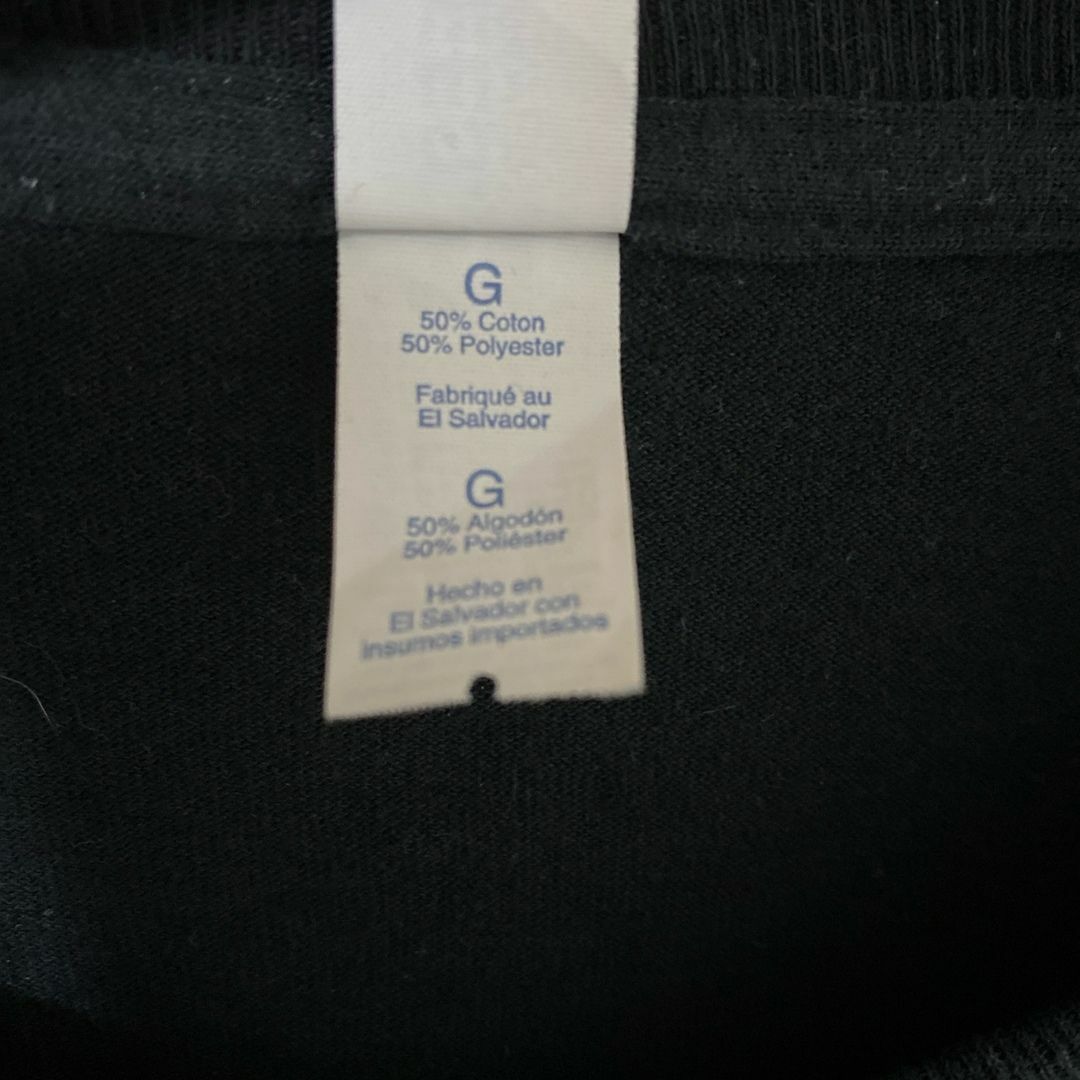 G
50% Coton
50% Polyester
Fabriqué au
El Salvador
G
50% Algodón
50% Poliéster
Hecho en
El Salvador con
insumos importados